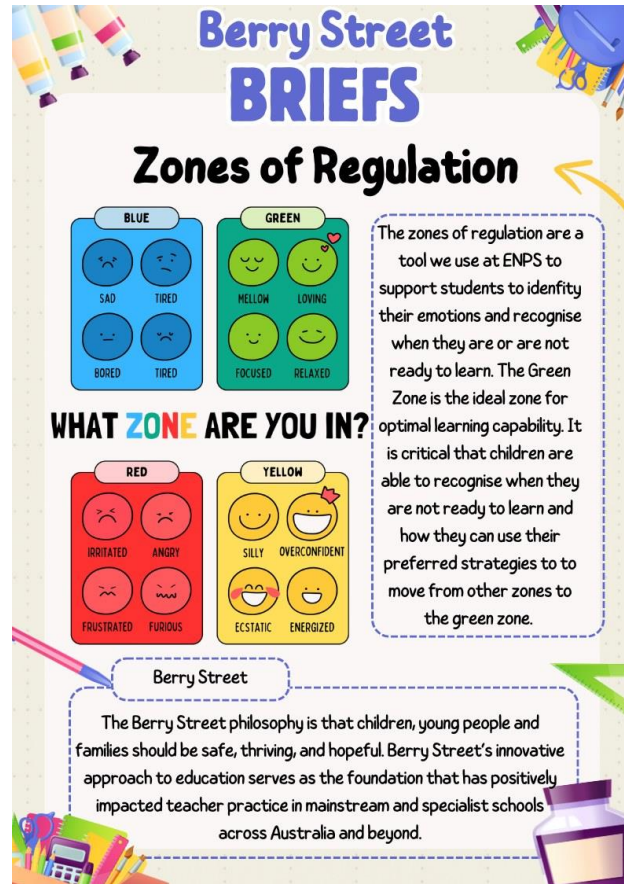 Berry Street
BRIEFS
Zones of Regulation
BLUE
SAD TIRED
BORED TIRED
GREEN
MELLOW LOVING
FOCUSED RELAXED
WHAT ZONE ARE YOU IN?
RED
IRRITATED ANGRY
FRUSTRATED FURIOUS
YELLOW
SILLY OVERCONFIDENT
ECSTATIC ENERGIZED
The zones of regulation are a
tool we use at ENPS to
support students to idenfity
their emotions and recognise
when they are or are not
ready to learn. The Green
Zone is the ideal zone for
optimal learning capability. It
is critical that children are
able to recognise when they
are not ready to learn and
how they can use their
preferred strategies to to
move from other zones to
the green zone.
Berry Street
The Berry Street philosophy is that children, young people and
families should be safe, thriving, and hopeful. Berry Street's innovative
approach to education serves as the foundation that has positively
impacted teacher practice in mainstream and specialist schools
across Australia and beyond.